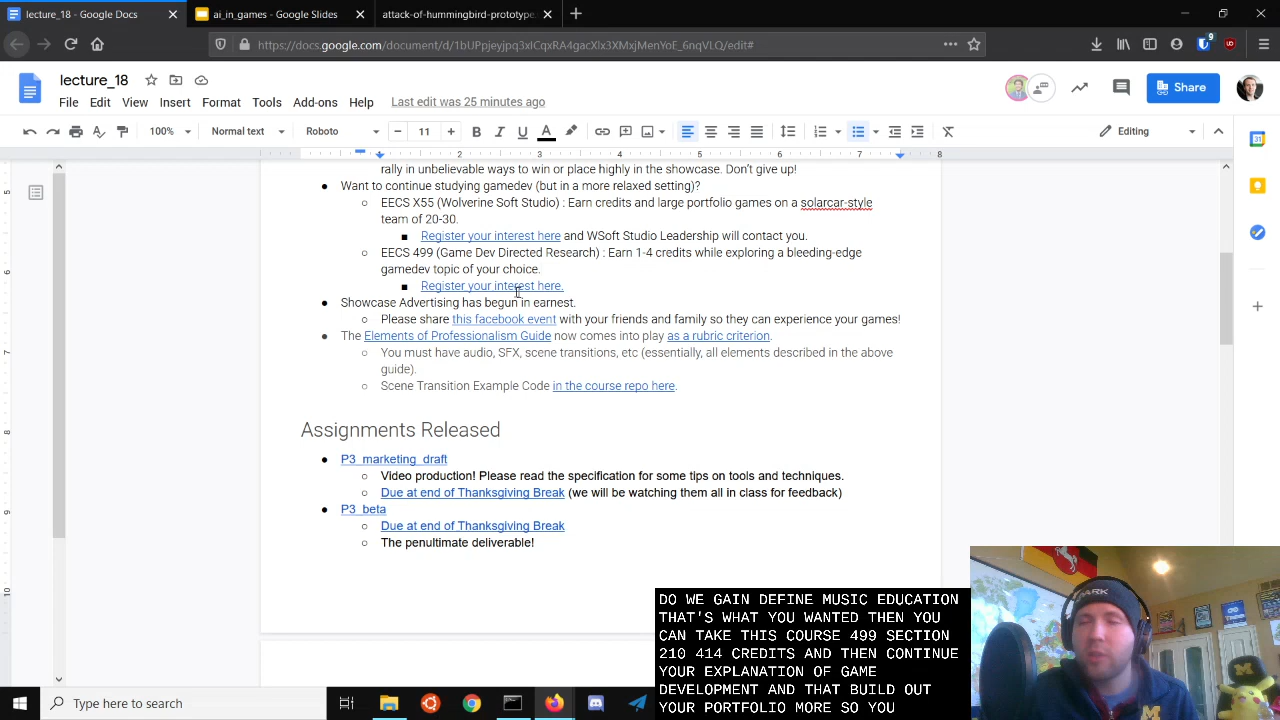 lecture_18 - Google Docs
ai_in_games - Google Slides
attack-of-hummingbird-prototype.
docs.google.com/document/d/
/edit#
9
lecture_18
File Edit View Insert Format Tools Add-ons Help Last edit was 25 minutes ago
Share
100% Normal text Roboto 11 B I U A Editing
2 3 4 5 6 7 8
rally in unbelievable ways to win or place highly in the showcase. Don't give up!
Want to continue studying gamedev (but in a more relaxed setting)?
EECS X55 (Wolverine Soft Studio) : Earn credits and large portfolio games on a solarcar-style
team of 20-30.
Register your interest here and WSoft Studio Leadership will contact you.
EECS 499 (Game Dev Directed Research) : Earn 1-4 credits while exploring a bleeding-edge
gamedev topic of your choice.
Register your interest here.
Showcase Advertising has begun in earnest.
Please share this facebook event with your friends and family so they can experience your games!
The Elements of Professionalism Guide now comes into play as a rubric criterion.
You must have audio, SFX, scene transitions, etc (essentially, all elements described in the above
guide).
Scene Transition Example Code in the course repo here.
Assignments Released
P3_marketing_draft
Video production! Please read the specification for some tips on tools and techniques.
Due at end of Thanksgiving Break (we will be watching them all in class for feedback)
P3_beta
Due at end of Thanksgiving Break
The penultimate deliverable!
DO WE GAIN DEFINE MUSIC EDUCATION
THAT'S WHAT YOU WANTED THEN YOU
CAN TAKE THIS COURSE 499 SECTION
210 414 CREDITS AND THEN CONTINUE
YOUR EXPLANATION OF GAME
DEVELOPMENT AND THAT BUILD OUT
YOUR PORTFOLIO MORE SO YOU
Type here to search